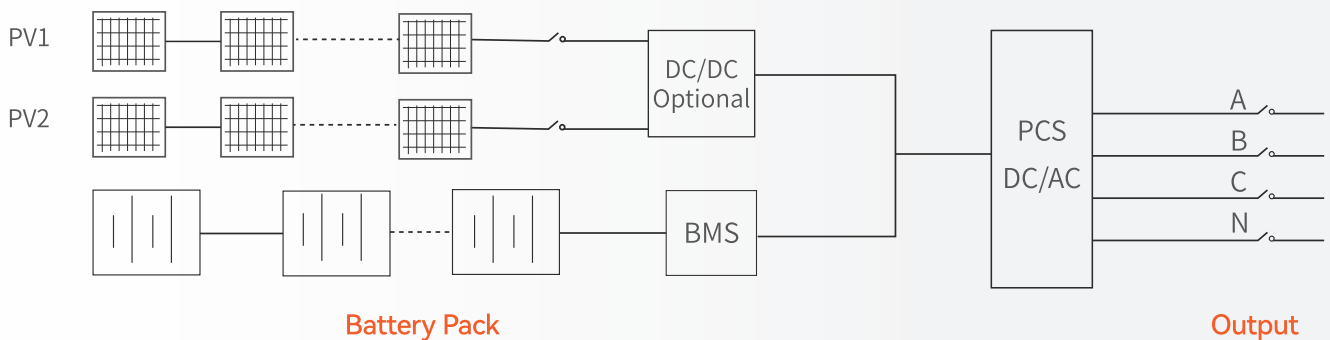 PV1
PV2
DC/DC
Optional
BMS
PCS
DC/AC
A
B
C
N
Battery Pack
Output